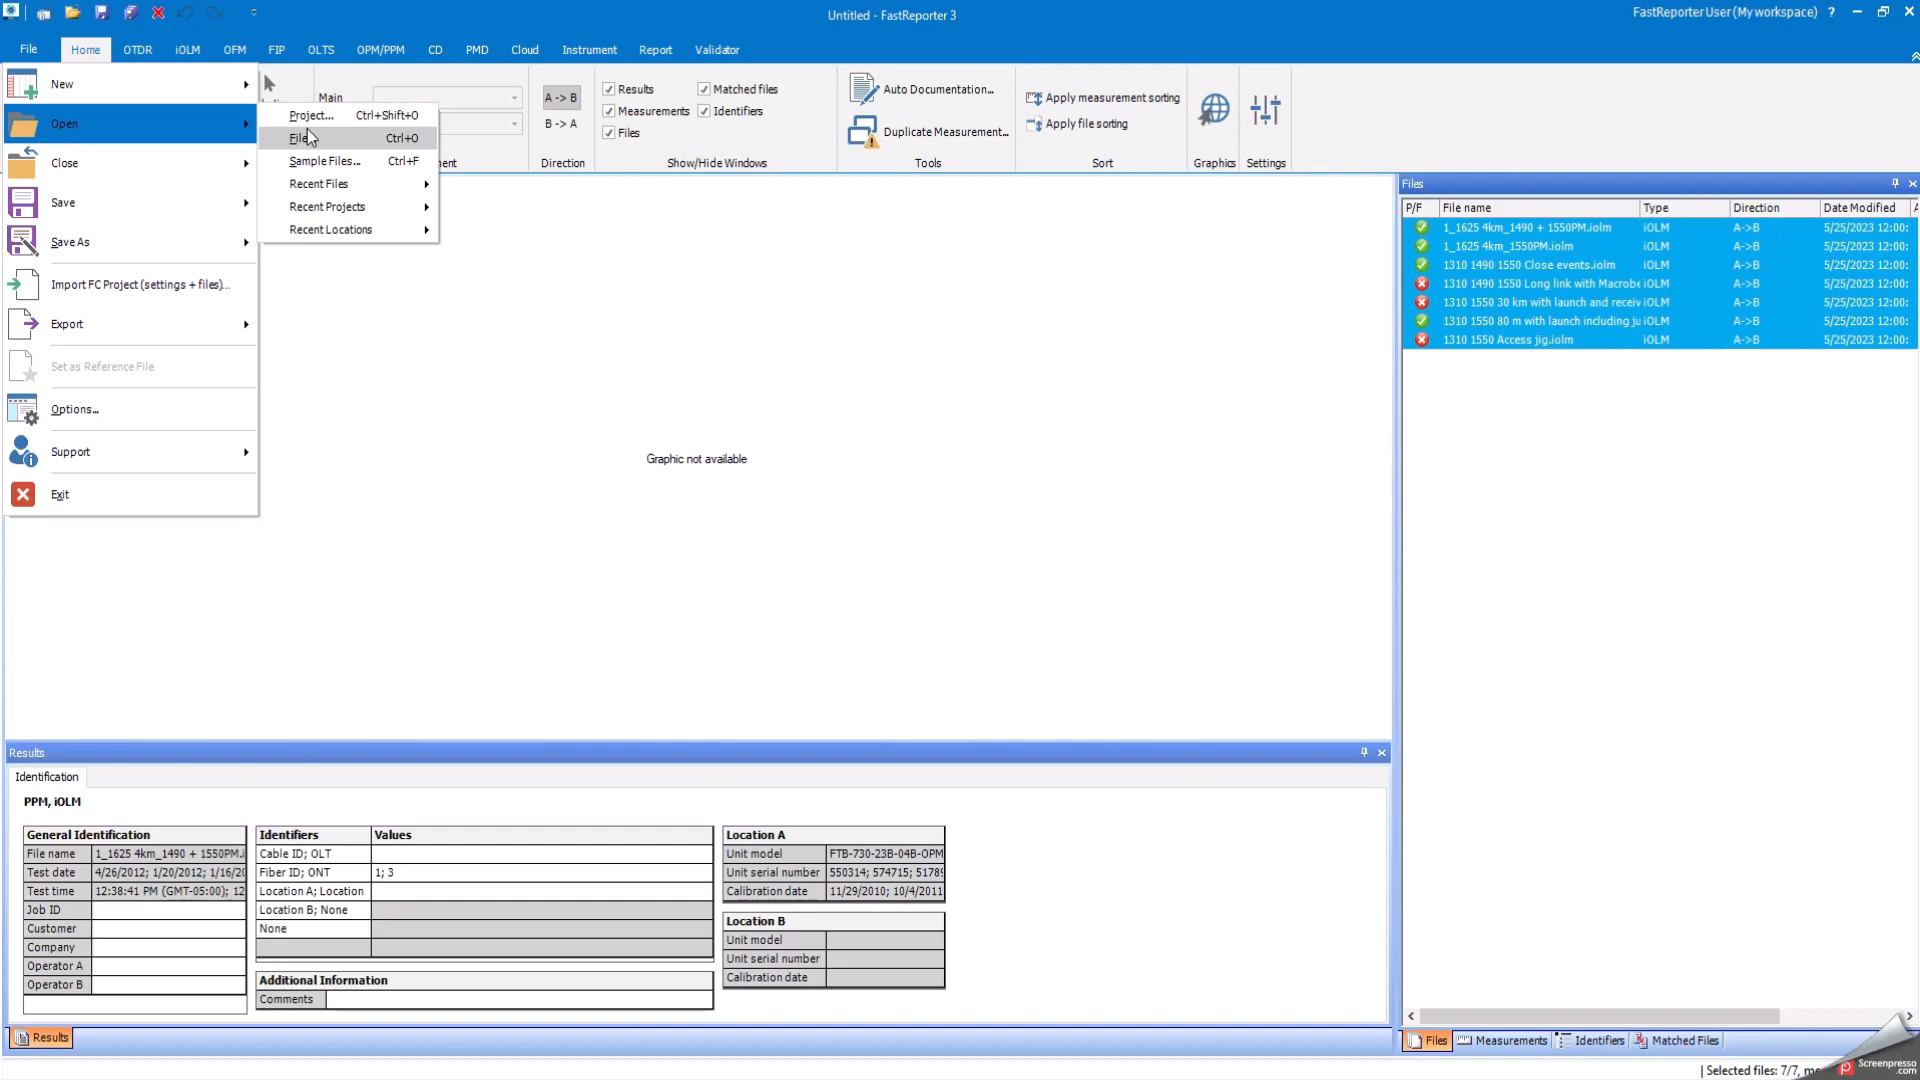 Untitled - FastReporter 3
FastReporter User (My workspace) ?
File Home OTDR iOLM OFM FIP OLTS OPM/PPM CD PMD Cloud Instrument Report Validator
New
Open
Close
Save
Save As
Import FC Project (settings + files)...
Export
Set as Reference File
Options...
Support
Exit
Project... Ctrl+Shift+O
Ctrl+O
Sample Files... Ctrl+F
Recent Files
Recent Projects
Recent Locations
Main
A -> B
B -> A
Direction
Results Matched files
Measurements Identifiers
Files
Show/Hide Windows
Auto Documentation...
Duplicate Measurement...
Tools
Apply measurement sorting
Apply file sorting
Sort
Graphics
Settings
Graphic not available
Files
P/F File name Type Direction Date Modified
1_1625 4km_1490 + 1550PM.iolm iOLM A->B 5/25/2023 12:00:
1_1625 4km_1550PM.iolm iOLM A->B 5/25/2023 12:00:
1310 1490 1550 Close events.iolm iOLM A->B 5/25/2023 12:00:
1310 1490 1550 Long link with Macrobe iOLM A->B 5/25/2023 12:00:
1310 1550 30 km with launch and receiv iOLM A->B 5/25/2023 12:00:
1310 1550 80 m with launch including ju iOLM A->B 5/25/2023 12:00:
1310 1550 Access jig.iolm iOLM A->B 5/25/2023 12:00:
Results
Identification
PPM, iOLM
General Identification
File name 1_1625 4km_1490 + 1550PM.i
Test date 4/26/2012; 1/20/2012; 1/16/20
Test time 12:38:41 PM (GMT-05:00); 12
Job ID
Customer
Company
Operator A
Operator B
Identifiers Values
Cable ID; OLT
Fiber ID; ONT 1; 3
Location A; Location
Location B; None
None
Additional Information
Comments
Location A
Unit model FTB-730-23B-04B-OPM
Unit serial number 550314; 574715; 51789
Calibration date 11/29/2010; 10/4/2011
Location B
Unit model
Unit serial number
Calibration date
Results
Files Measurements Identifiers Matched Files
Selected files: 7/7,
Screenpresso
.com